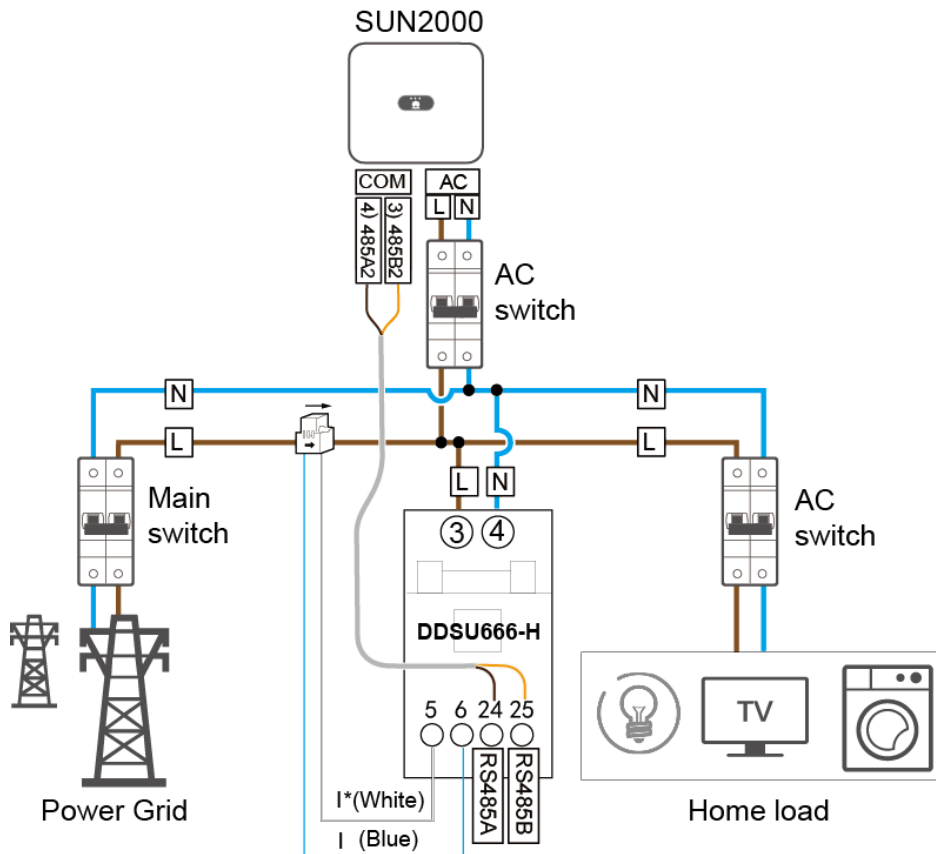 SUN2000
COM
AC
4) 485A2
3) 485B2
L
N
AC
switch
N
N
L
L
L
N
Main
switch
AC
switch
3
4
DDSU666-H
TV
5
6
24
25
RS485A
RS485B
I*(White)
I (Blue)
Power Grid
Home load